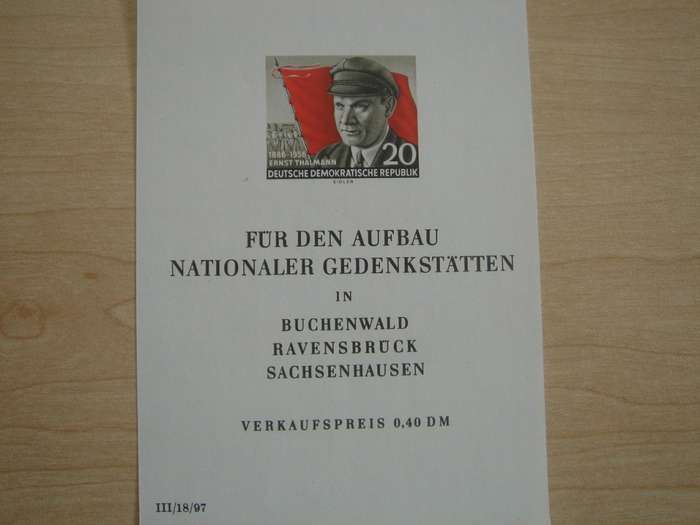 1886-1956
ERNST THÄLMANN
20
DEUTSCHE DEMOKRATISCHE REPUBLIK
EIGLER
FÜR DEN AUFBAU
NATIONALER GEDENKSTÄTTEN
IN
BUCHENWALD
RAVENSBRÜCK
SACHSENHAUSEN
VERKAUFSPREIS 0,40 DM
III/18/97